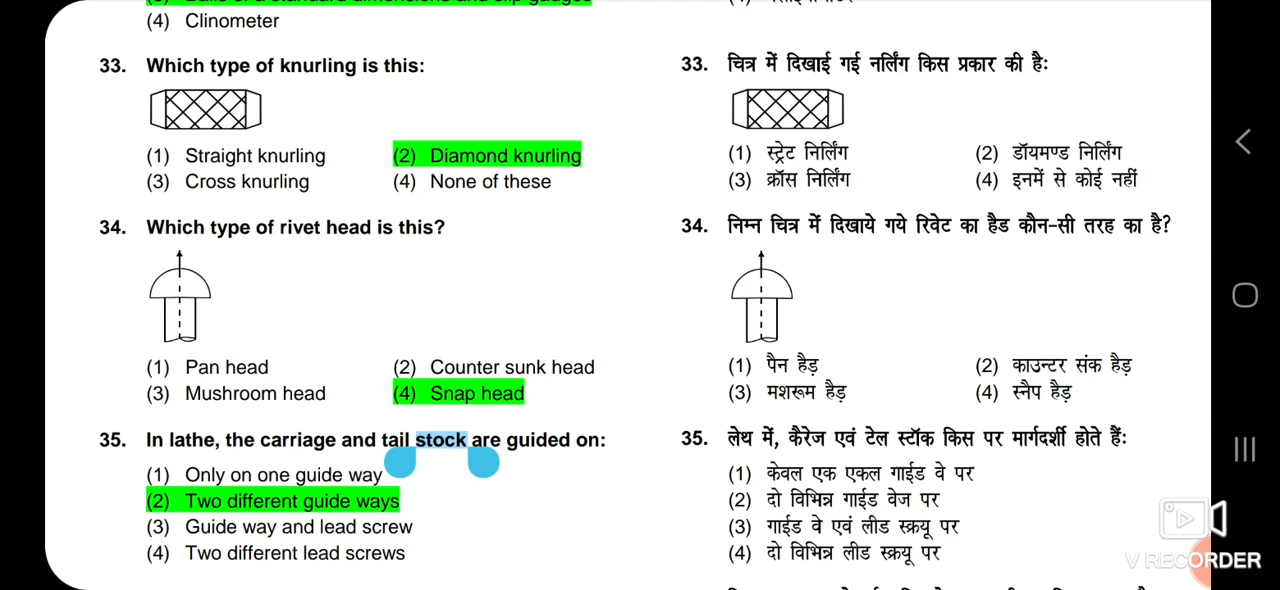 (4) Clinometer
33. Which type of knurling is this:
(1) Straight knurling (2) Diamond knurling
(3) Cross knurling (4) None of these
34. Which type of rivet head is this?
(1) Pan head (2) Counter sunk head
(3) Mushroom head (4) Snap head
35. In lathe, the carriage and tail stock are guided on:
(1) Only on one guide way
(2) Two different guide ways
(3) Guide way and lead screw
(4) Two different lead screws
33. चित्र में दिखाई गई नर्लिंग किस प्रकार की हैः
(1) स्ट्रेट निर्लिंग (2) डॉयमण्ड निर्लिंग
(3) क्रॉस निर्लिंग (4) इनमें से कोई नहीं
34. निम्न चित्र में दिखाये गये रिवेट का हैड कौन-सी तरह का है?
(1) पैन हैड़ (2) काउन्टर संक हैड़
(3) मशरूम हैड़ (4) स्नैप हैड़
35. लेथ में, कैरेज एवं टेल स्टॉक किस पर मार्गदर्शी होते हैंः
(1) केवल एक एकल गाईड वे पर
(2) दो विभिन्न गाईड वेज पर
(3) गाईड वे एवं लीड स्क्रयू पर
(4) दो विभिन्न लीड स्क्रयू पर
V RECORDER